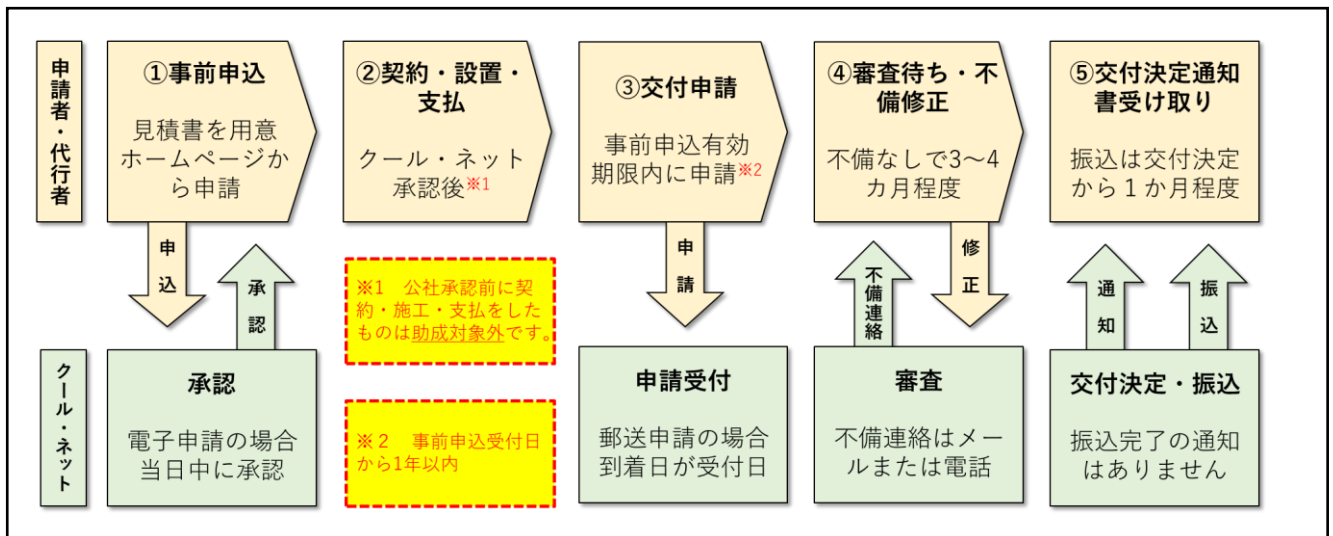 申請者・代行者
①事前申込
見積書を用意
ホームページか
ら申請
②契約・設置・
支払
クール・ネット
承認後※1
③交付申請
事前申込有効
期限内に申請※2
④審査待ち・不
備修正
不備なしで3~4
カ月程度
⑤交付決定通知
書受け取り
振込は交付決定
から1か月程度
申込
承認
※1 公社承認前に契
約・施工・支払をした
ものは助成対象外です。
申請
不備連絡
修正
通知
振込
クール・ネット
承認
電子申請の場合
当日中に承認
※2 事前申込受付日
から1年以内
申請受付
郵送申請の場合
到着日が受付日
審査
不備連絡はメー
ルまたは電話
交付決定・振込
振込完了の通知
はありません